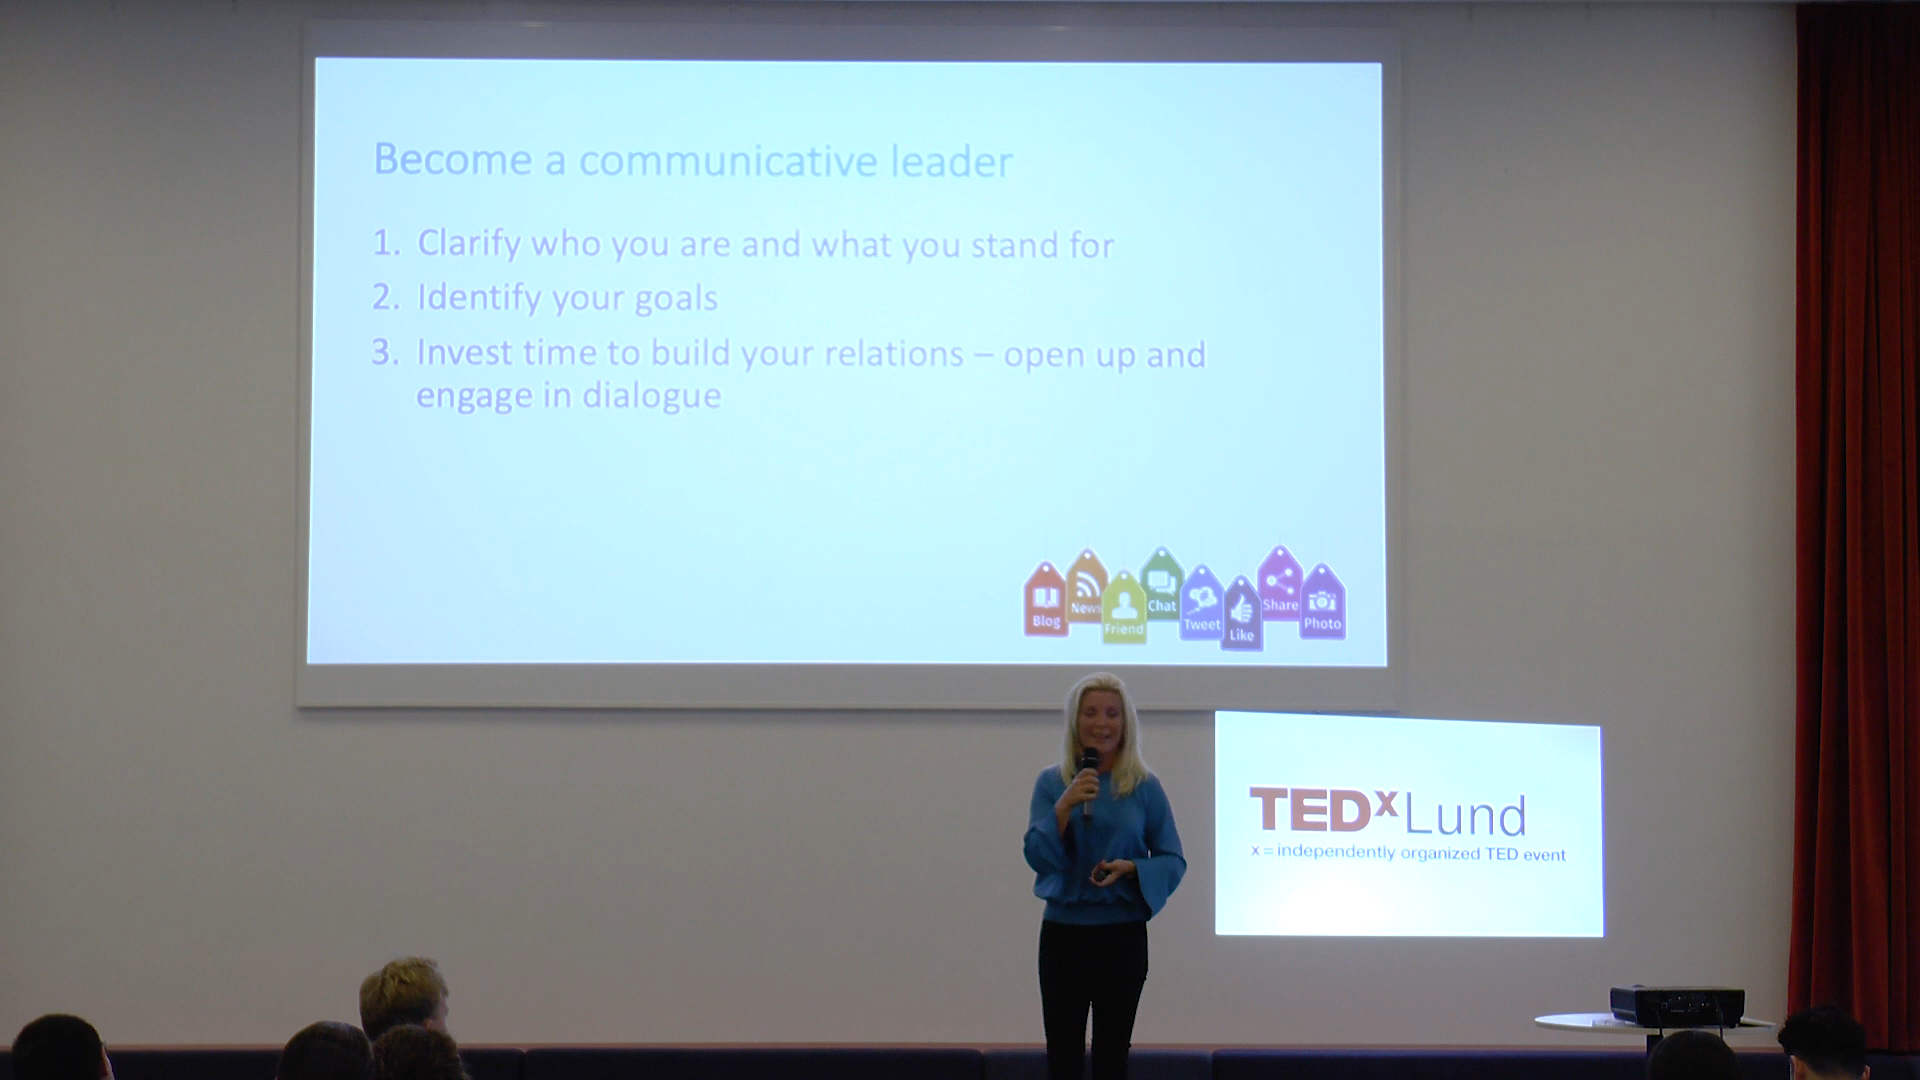 Become a communicative leader
1. Clarify who you are and what you stand for
2. Identify your goals
3. Invest time to build your relations – open up and
engage in dialogue
Blog
News
Friend
Chat
Tweet
Like
Share
Photo
TEDxLund
x = independently organized TED event